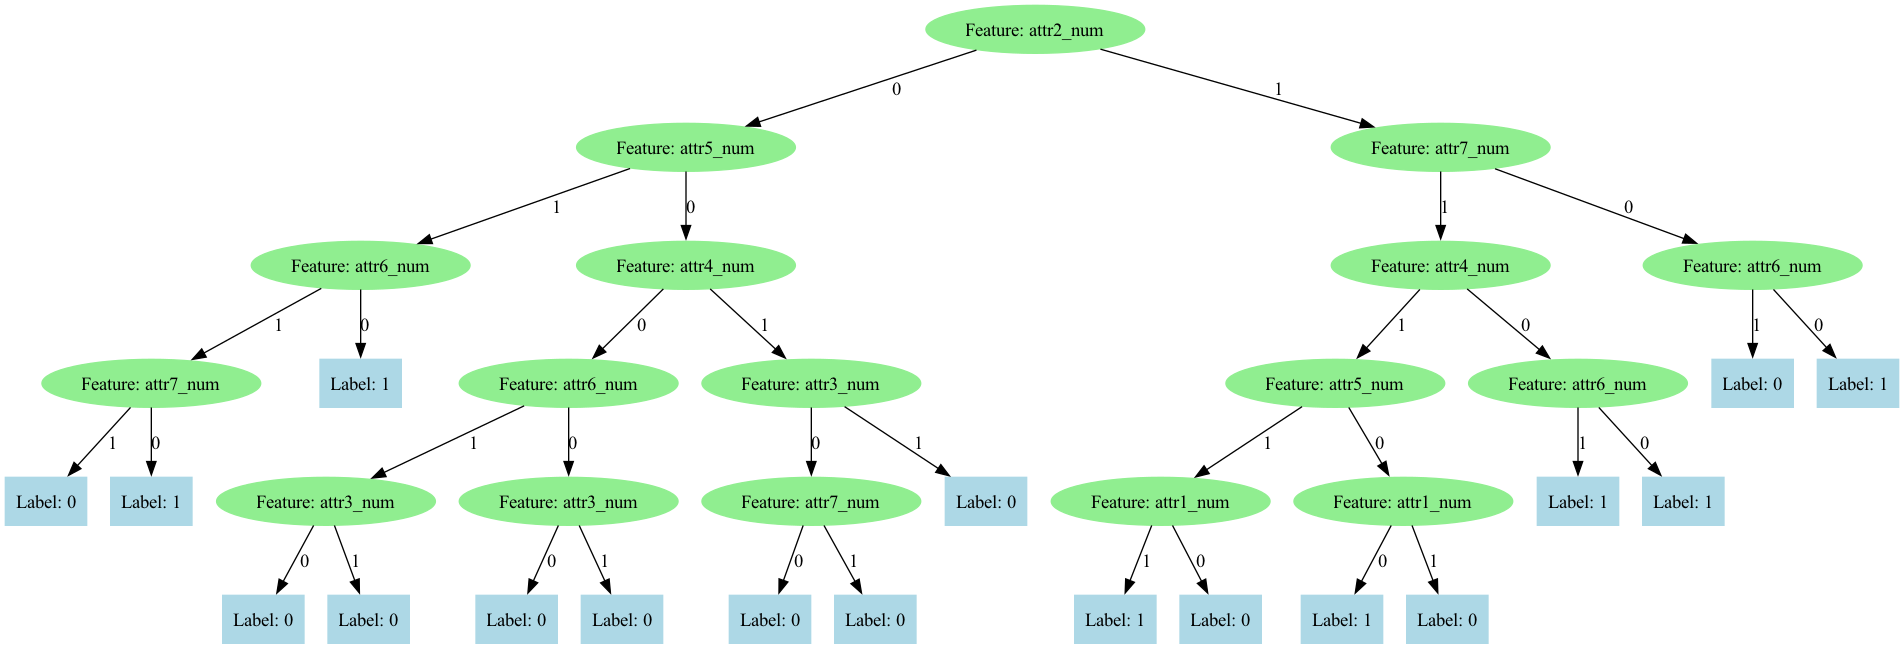 Feature: attr2_num
0
1
Feature: attr5_num
Feature: attr7_num
1
0
1
0
Feature: attr6_num
Feature: attr4_num
Feature: attr4_num
Feature: attr6_num
1
0
0
1
1
0
1
0
Feature: attr7_num
Label: 1
Feature: attr6_num
Feature: attr3_num
Feature: attr5_num
Feature: attr6_num
Label: 0
Label: 1
1
0
1
0
0
1
1
0
1
0
Label: 0
Label: 1
Feature: attr3_num
Feature: attr3_num
Feature: attr7_num
Label: 0
Feature: attr1_num
Feature: attr1_num
Label: 1
Label: 1
0
1
0
1
0
1
1
0
0
1
Label: 0
Label: 0
Label: 0
Label: 0
Label: 0
Label: 0
Label: 1
Label: 0
Label: 1
Label: 0